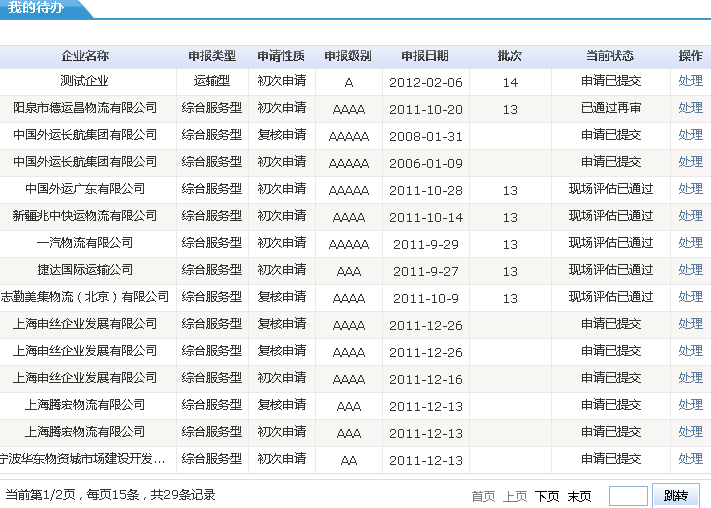 我的待办
企业名称 申报类型 申请性质 申报级别 申报日期 批次 当前状态 操作
测试企业 运输型 初次申请 A 2012-02-06 14 申请已提交 处理
阳泉市德运昌物流有限公司 综合服务型 初次申请 AAAA 2011-10-20 13 已通过再审 处理
中国外运长航集团有限公司 综合服务型 复核申请 AAAAA 2008-01-31 申请已提交 处理
中国外运长航集团有限公司 综合服务型 初次申请 AAAAA 2006-01-09 申请已提交 处理
中国外运广东有限公司 综合服务型 初次申请 AAAAA 2011-10-28 13 现场评估已通过 处理
新疆兆中快运物流有限公司 综合服务型 初次申请 AAAA 2011-10-14 13 现场评估已通过 处理
一汽物流有限公司 综合服务型 初次申请 AAAAA 2011-9-29 13 现场评估已通过 处理
捷达国际运输公司 综合服务型 初次申请 AAA 2011-9-27 13 现场评估已通过 处理
志勤美集物流（北京）有限公司 综合服务型 复核申请 AAAA 2011-10-9 13 现场评估已通过 处理
上海申丝企业发展有限公司 综合服务型 复核申请 AAAA 2011-12-26 申请已提交 处理
上海申丝企业发展有限公司 综合服务型 复核申请 AAAA 2011-12-26 申请已提交 处理
上海申丝企业发展有限公司 综合服务型 初次申请 AAAA 2011-12-16 申请已提交 处理
上海腾宏物流有限公司 综合服务型 复核申请 AAA 2011-12-13 申请已提交 处理
上海腾宏物流有限公司 综合服务型 初次申请 AAA 2011-12-13 申请已提交 处理
宁波华东物资城市场建设开发... 综合服务型 初次申请 AA 2011-12-13 申请已提交 处理
当前第1/2页，每页15条，共29条记录 首页 上页 下页 末页 跳转